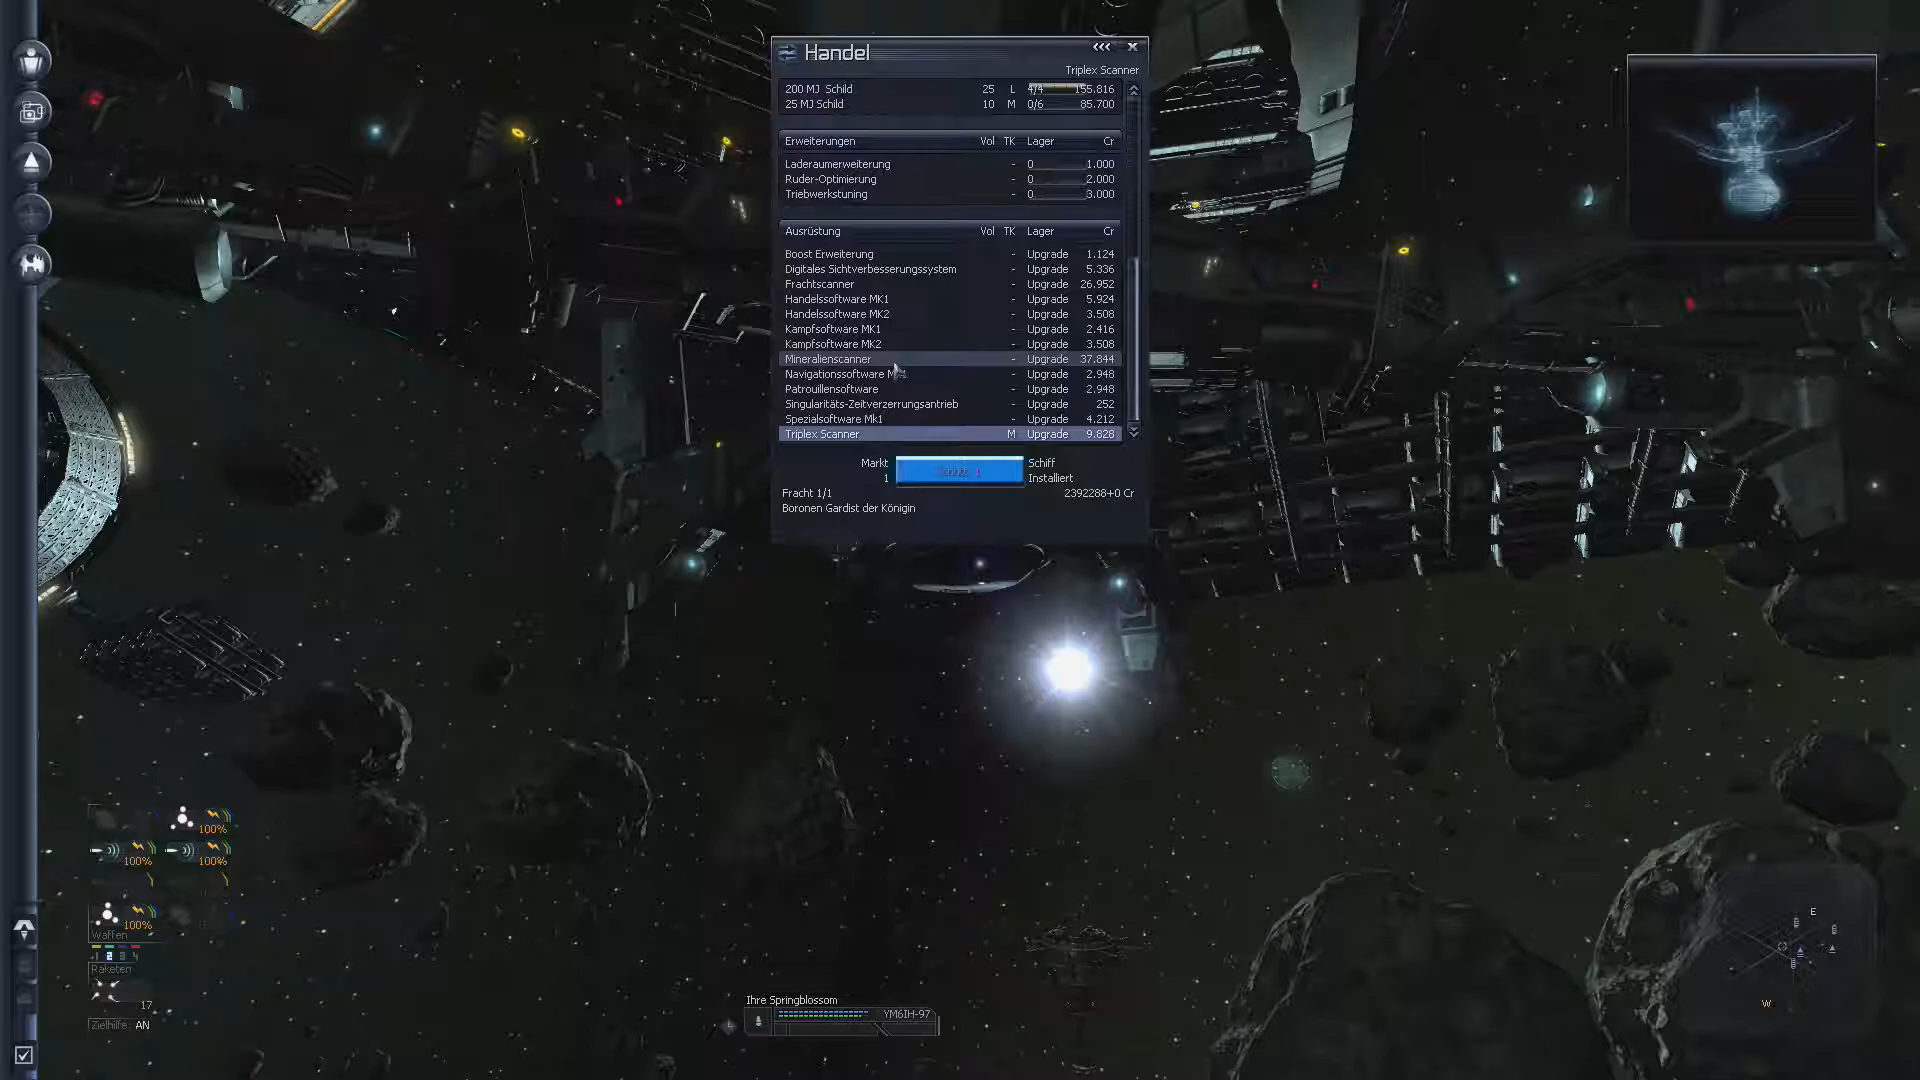 Handel
Triplex Scanner
200 MJ Schild 25 L 4/4 155.816
25 MJ Schild 10 M 0/6 85.700
Erweiterungen Vol TK Lager Cr
Laderaumerweiterung - 0 1.000
Ruder-Optimierung - 0 2.000
Triebwerkstuning - 0 3.000
Ausrüstung Vol TK Lager Cr
Boost Erweiterung - Upgrade 1.124
Digitales Sichtverbesserungssystem - Upgrade 5.336
Frachtscanner - Upgrade 26.952
Handelssoftware MK1 - Upgrade 5.924
Handelssoftware MK2 - Upgrade 3.508
Kampfsoftware MK1 - Upgrade 2.416
Kampfsoftware MK2 - Upgrade 3.508
Mineralienscanner - Upgrade 37.844
Navigationssoftware - Upgrade 2.948
Patrouillensoftware - Upgrade 2.948
Singularitäts-Zeitverzerrungsantrieb - Upgrade 252
Spezialsoftware Mk1 - Upgrade 4.212
Triplex Scanner M Upgrade 9.828
Markt Schiff
1 Installiert
Fracht 1/1 2392288+0 Cr
Boronen Gardist der Königin
100%
100% 100%
100%
Waffen
1 2 3 4
Raketen
17
Zielhilfe: AN
Ihre Springblossom
YM6IH-97
E
W